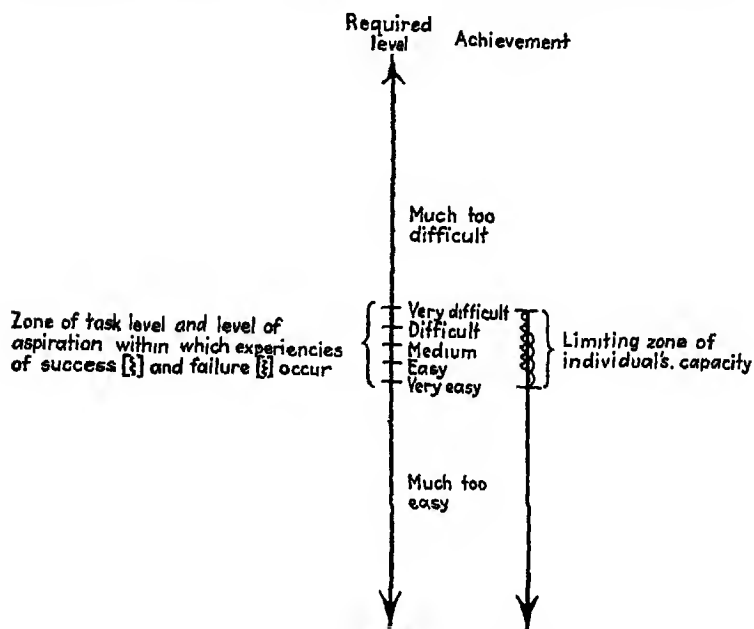 Required
level
Achievement
Much too
difficult
Zone of task level and level of
aspiration within which experiencies
of success [⌇] and failure [⌇] occur
Very difficult
Difficult
Medium
Easy
Very easy
Limiting zone of
individual's. capacity
Much too
easy